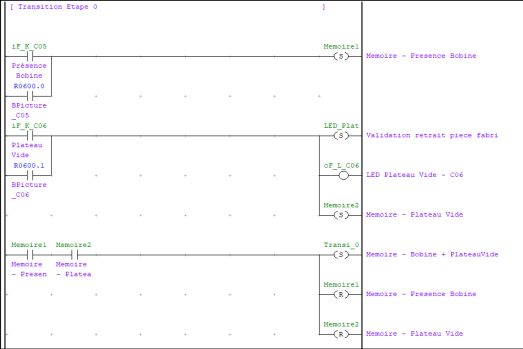 [ Transition Etape 0 ]
iF_K_C05 Memoire1
Présence Memoire - Presence Bobine
Bobine
R0600.0
BPicture
_C05
iF_K_C06 LED_Plat
Plateau Validation retrait piece fabri
Vide
R0600.1 oF_L_C06
BPicture LED Plateau Vide - C06
_C06
Memoire2
Memoire - Plateau Vide
Memoire1 Memoire2 Transi_0
Memoire Memoire Memoire - Bobine + PlateauVide
- Presen - Platea
Memoire1
Memoire - Presence Bobine
Memoire2
Memoire - Plateau Vide